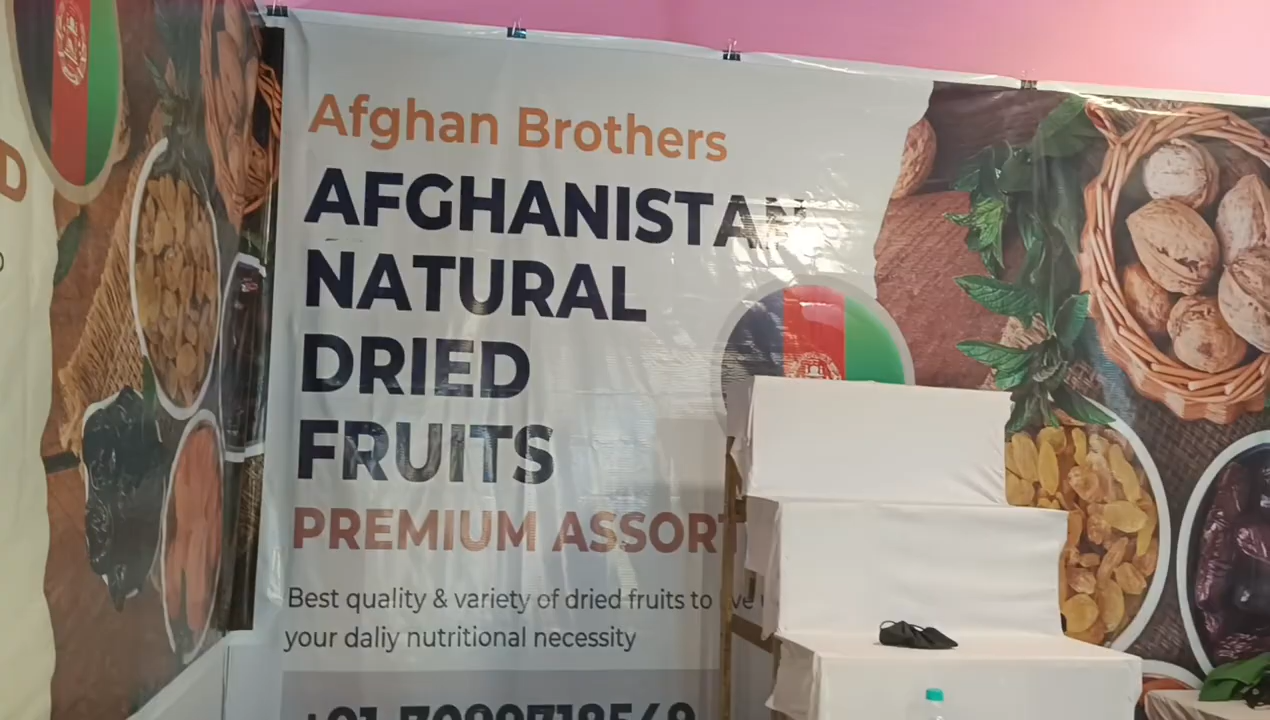 D
Afghan Brothers
AFGHANISTAN
NATURAL
DRIED
FRUITS
PREMIUM ASSORT
Best quality & variety of dried fruits to
your daliy nutritional necessity